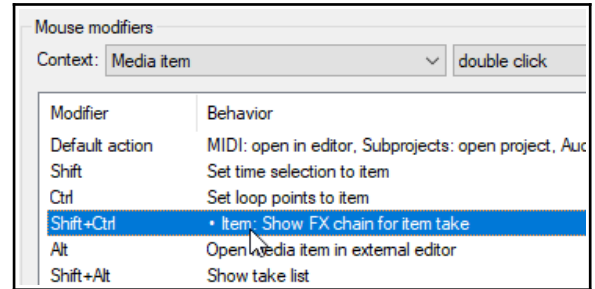 Mouse modifiers
Context: Media item double click
Modifier Behavior
Default action MIDI: open in editor, Subprojects: open project, Auc
Shift Set time selection to item
Ctrl Set loop points to item
Shift+Ctrl • Item: Show FX chain for item take
Alt Open media item in external editor
Shift+Alt Show take list